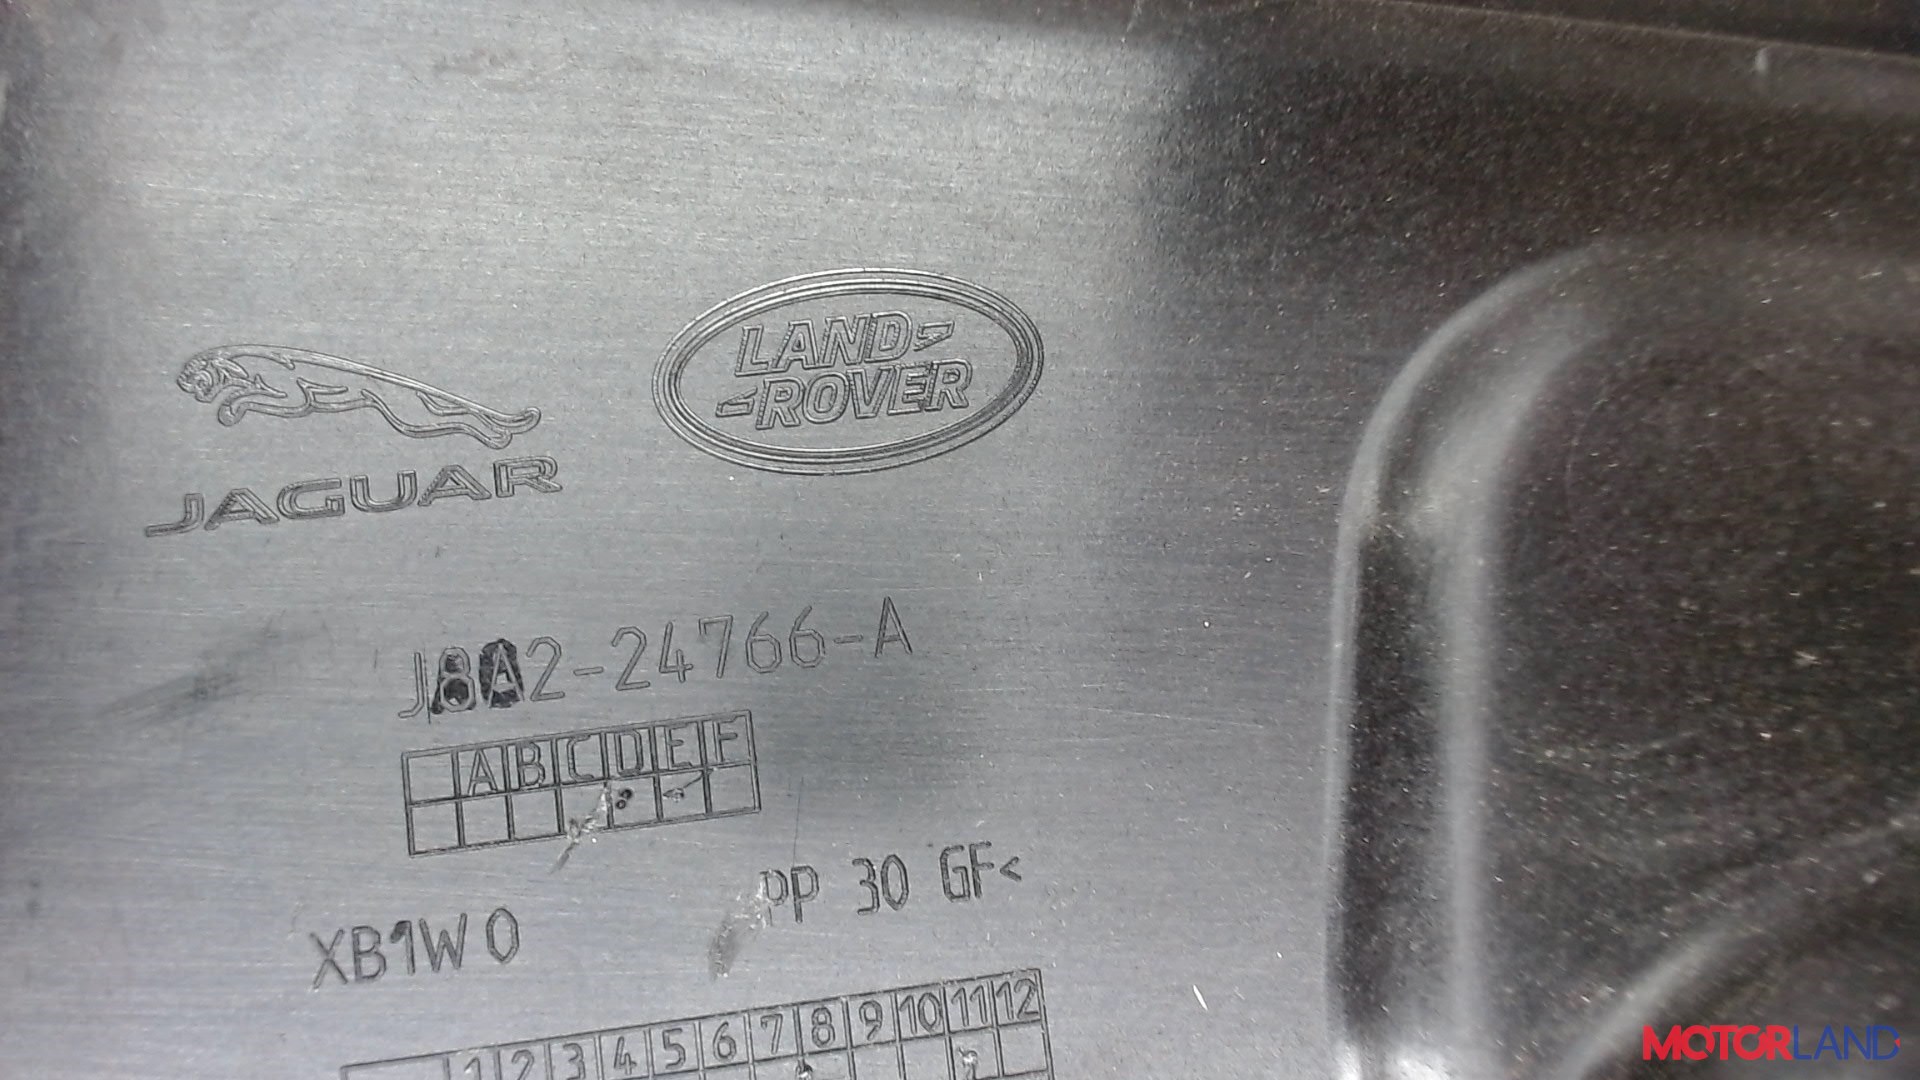 JAGUAR
LAND
ROVER
J8A2-24766-A
A B C D E F
PP 30 GF<
XB1W0
1 2 3 4 5 6 7 8 9 10 11 12
MOTORLAND